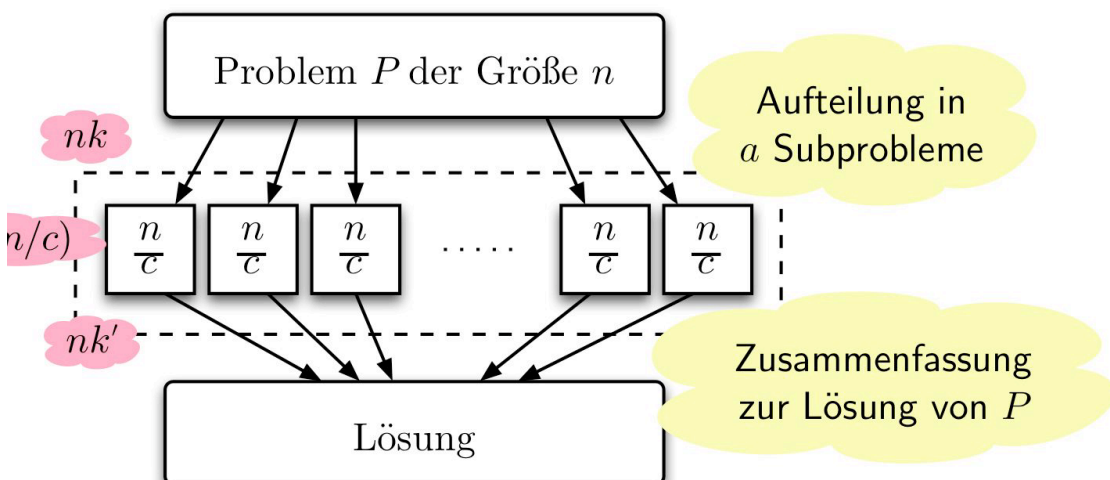 Problem P der Größe n
Aufteilung in
a Subprobleme
nk
n/c)
n/c n/c n/c ..... n/c n/c
nk'
Zusammenfassung
zur Lösung von P
Lösung